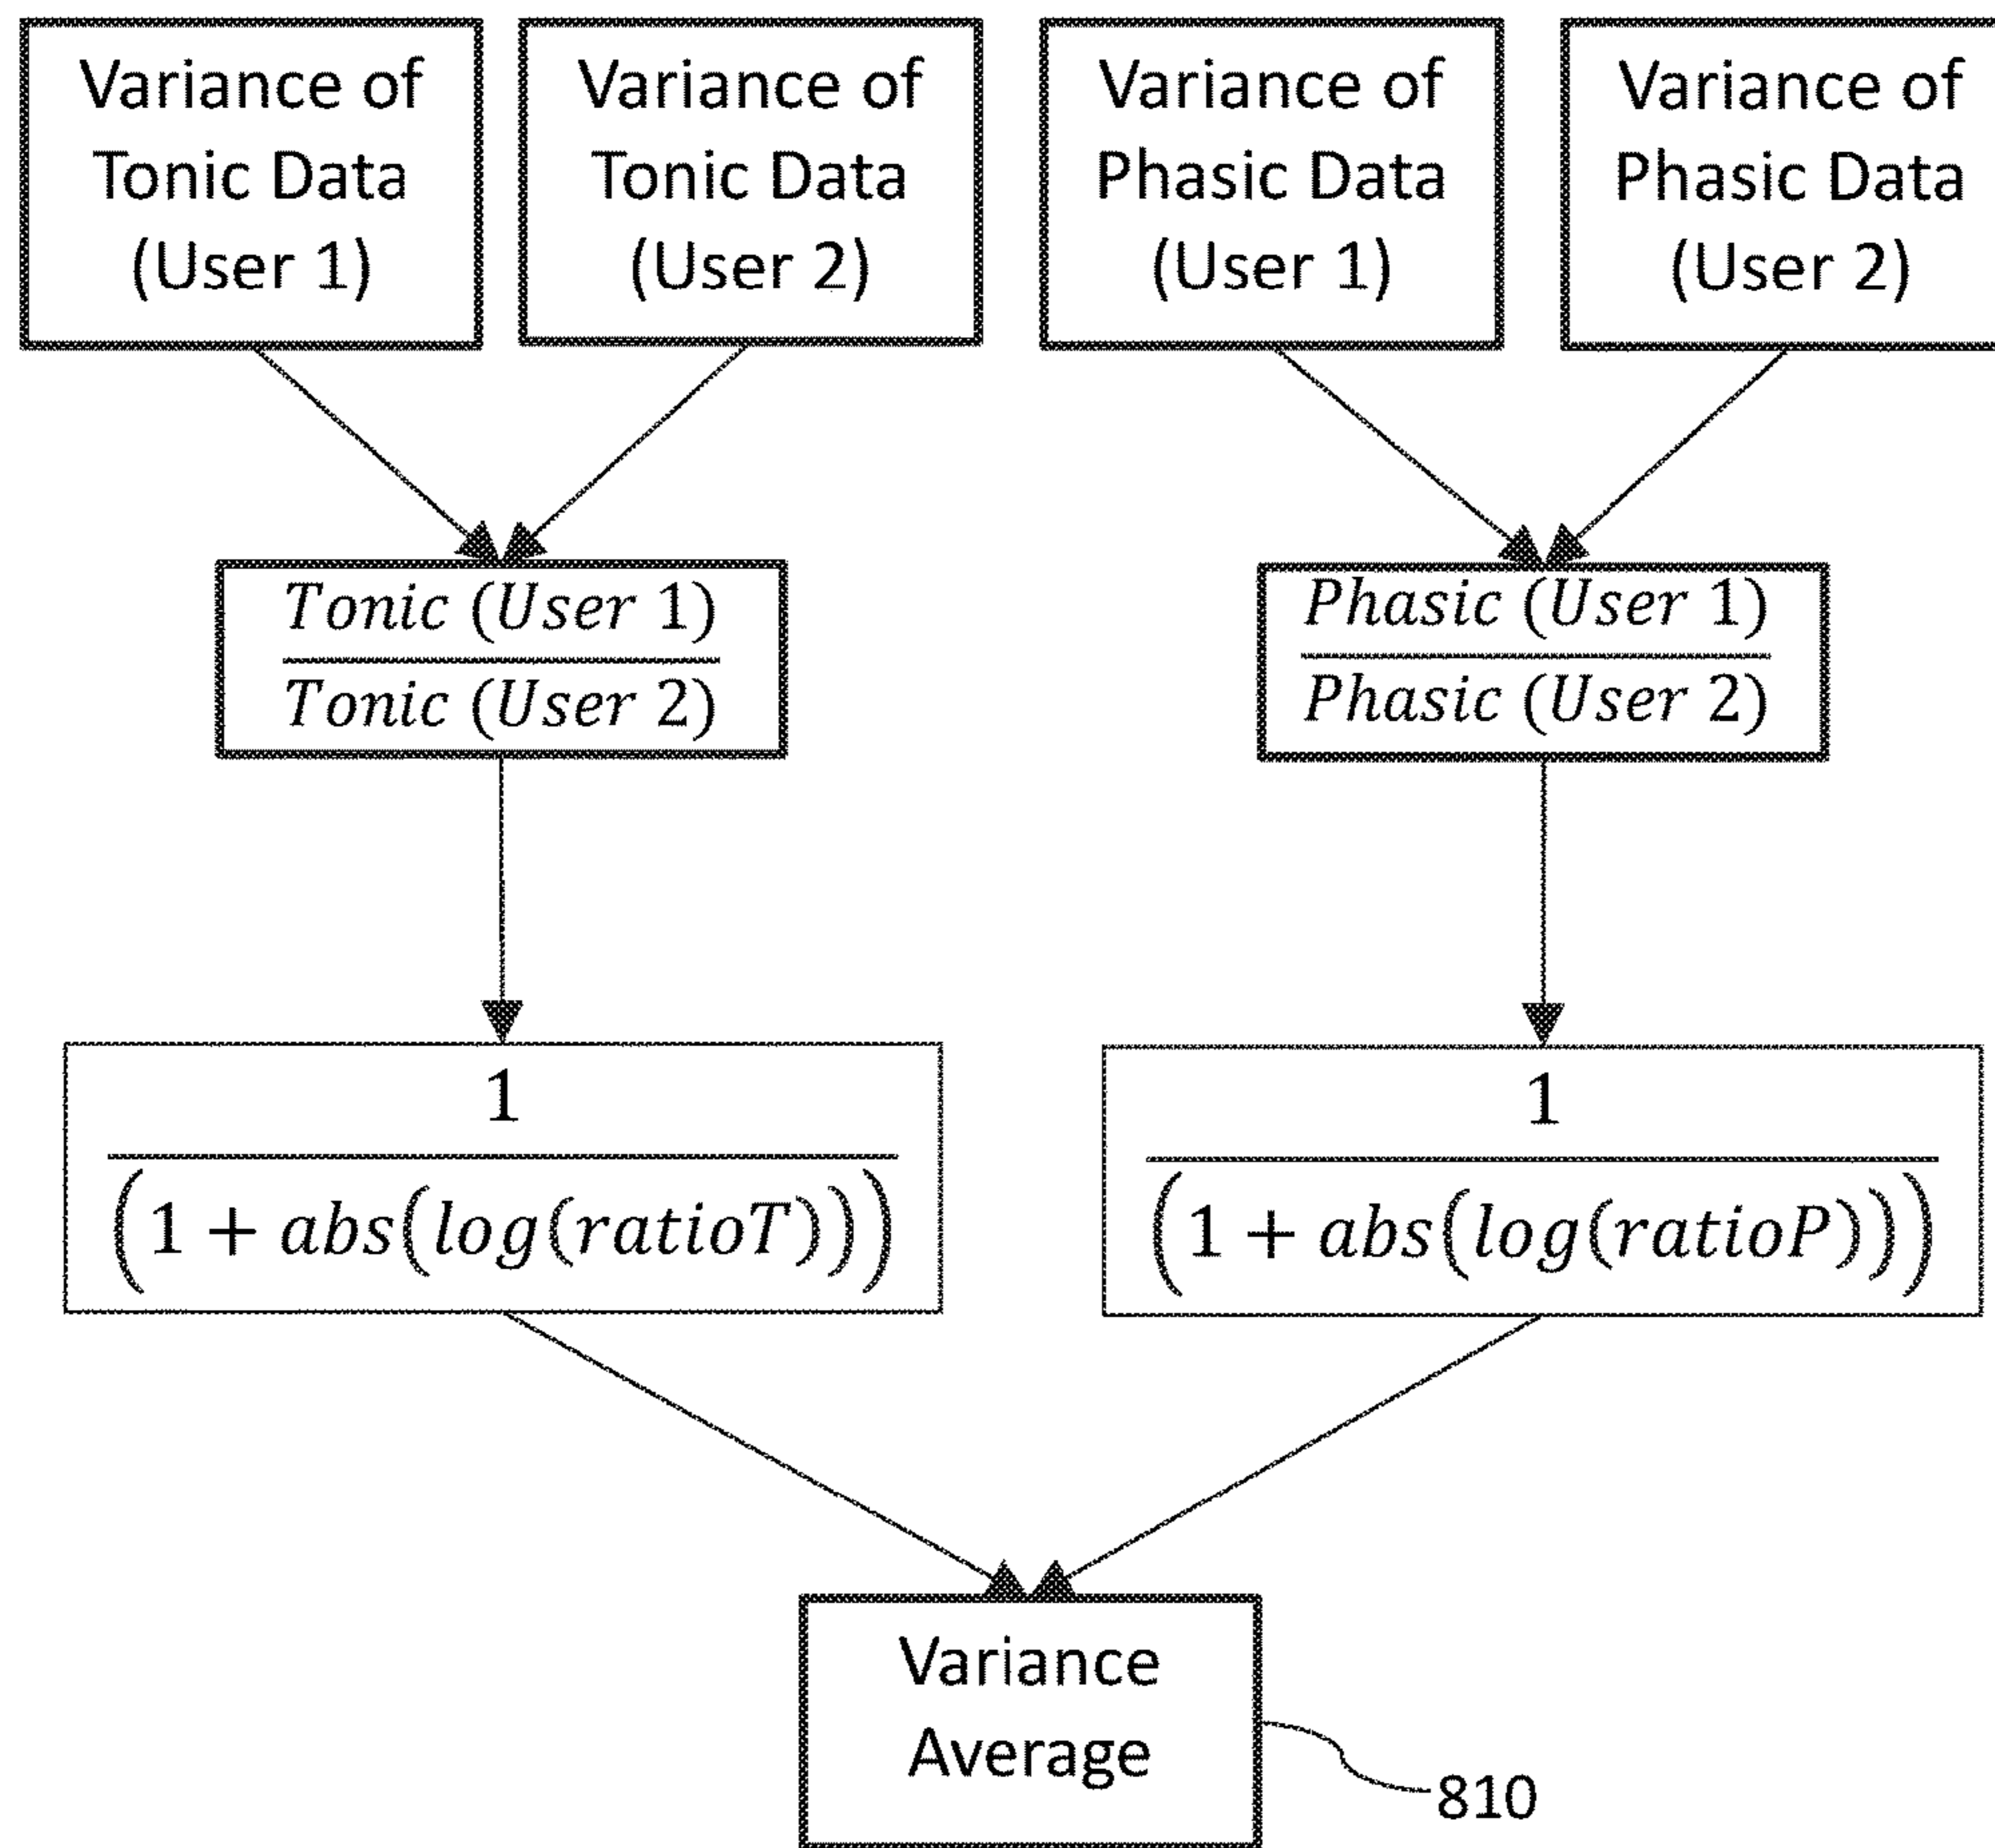 Variance of
Tonic Data
(User 1)
Variance of
Tonic Data
(User 2)
Variance of
Phasic Data
(User 1)
Variance of
Phasic Data
(User 2)
Tonic (User 1)
Tonic (User 2)
Phasic (User 1)
Phasic (User 2)
1
(1 + abs(log(ratioT)))
1
(1 + abs(log(ratioP)))
Variance
Average
810